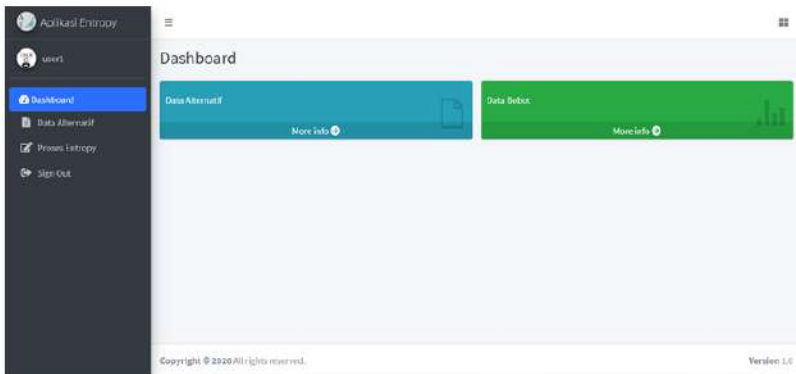 Aplikasi Entropy
user1
Dashboard
Data Alternatif
Proses Entropy
Sign Out
Dashboard
Data Alternatif
More info
Data Bobot
More info
Copyright © 2020 All rights reserved.
Version 1.0